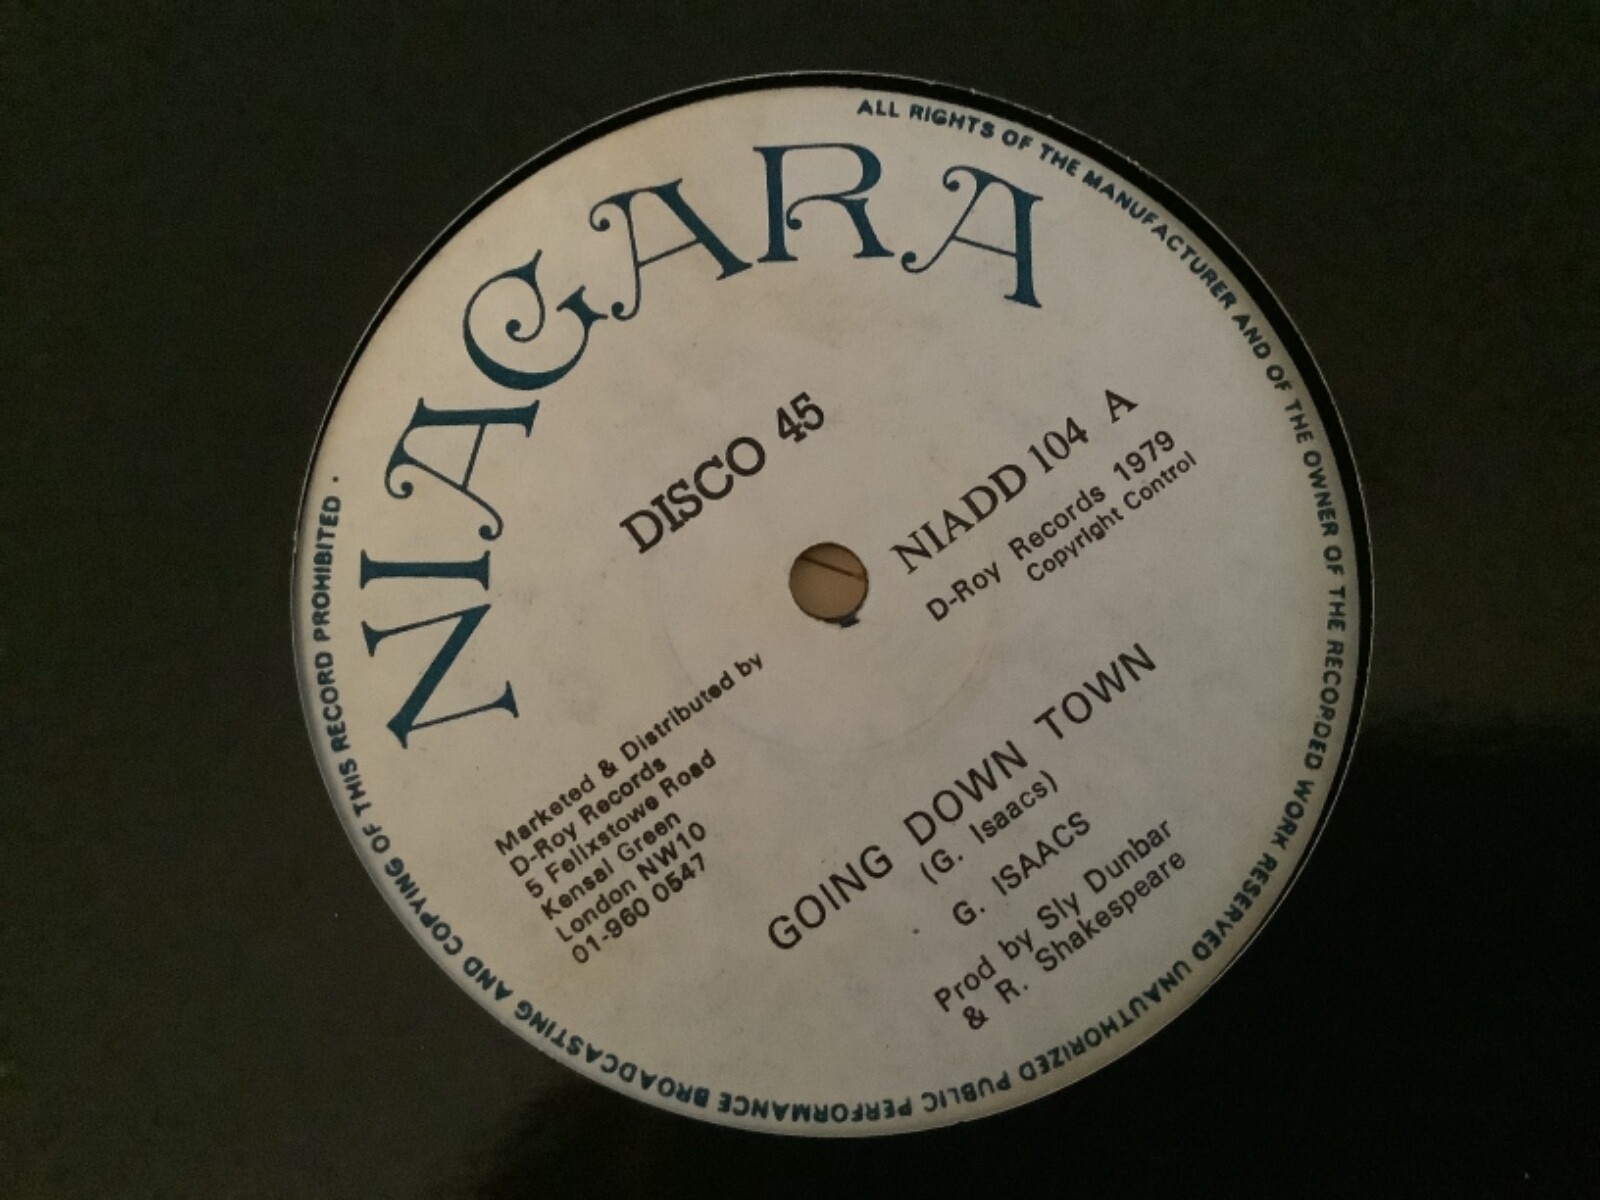 NIAGARA
DISCO 45
NIADD 104 A
D-Roy Records 1979
Copyright Control
Marketed & Distributed by
D-Roy Records
5 Felixstowe Road
Kensal Green
London NW10
01-960 0547
GOING DOWN TOWN
(G. Isaacs)
G. ISAACS
Prod by Sly Dunbar
& R. Shakespeare
ALL RIGHTS OF THE MANUFACTURER AND OF THE OWNER OF THE RECORDED WORK RESERVED UNAUTHORIZED PUBLIC PERFORMANCE BROADCASTING AND COPYING OF THIS RECORD PROHIBITED .